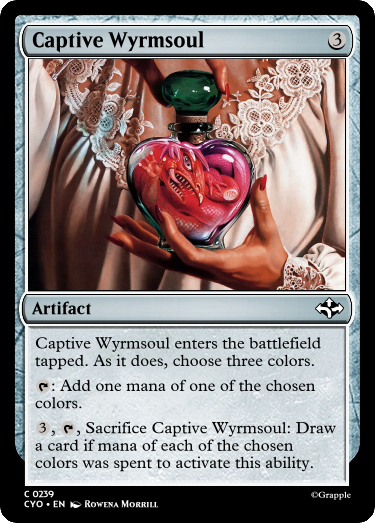 Captive Wyrmsoul 3
Artifact
Captive Wyrmsoul enters the battlefield
tapped. As it does, choose three colors.
: Add one mana of one of the chosen
colors.
3, , Sacrifice Captive Wyrmsoul: Draw
a card if mana of each of the chosen
colors was spent to activate this ability.
C 0239
CYO • EN Rowena Morrill
©Grapple